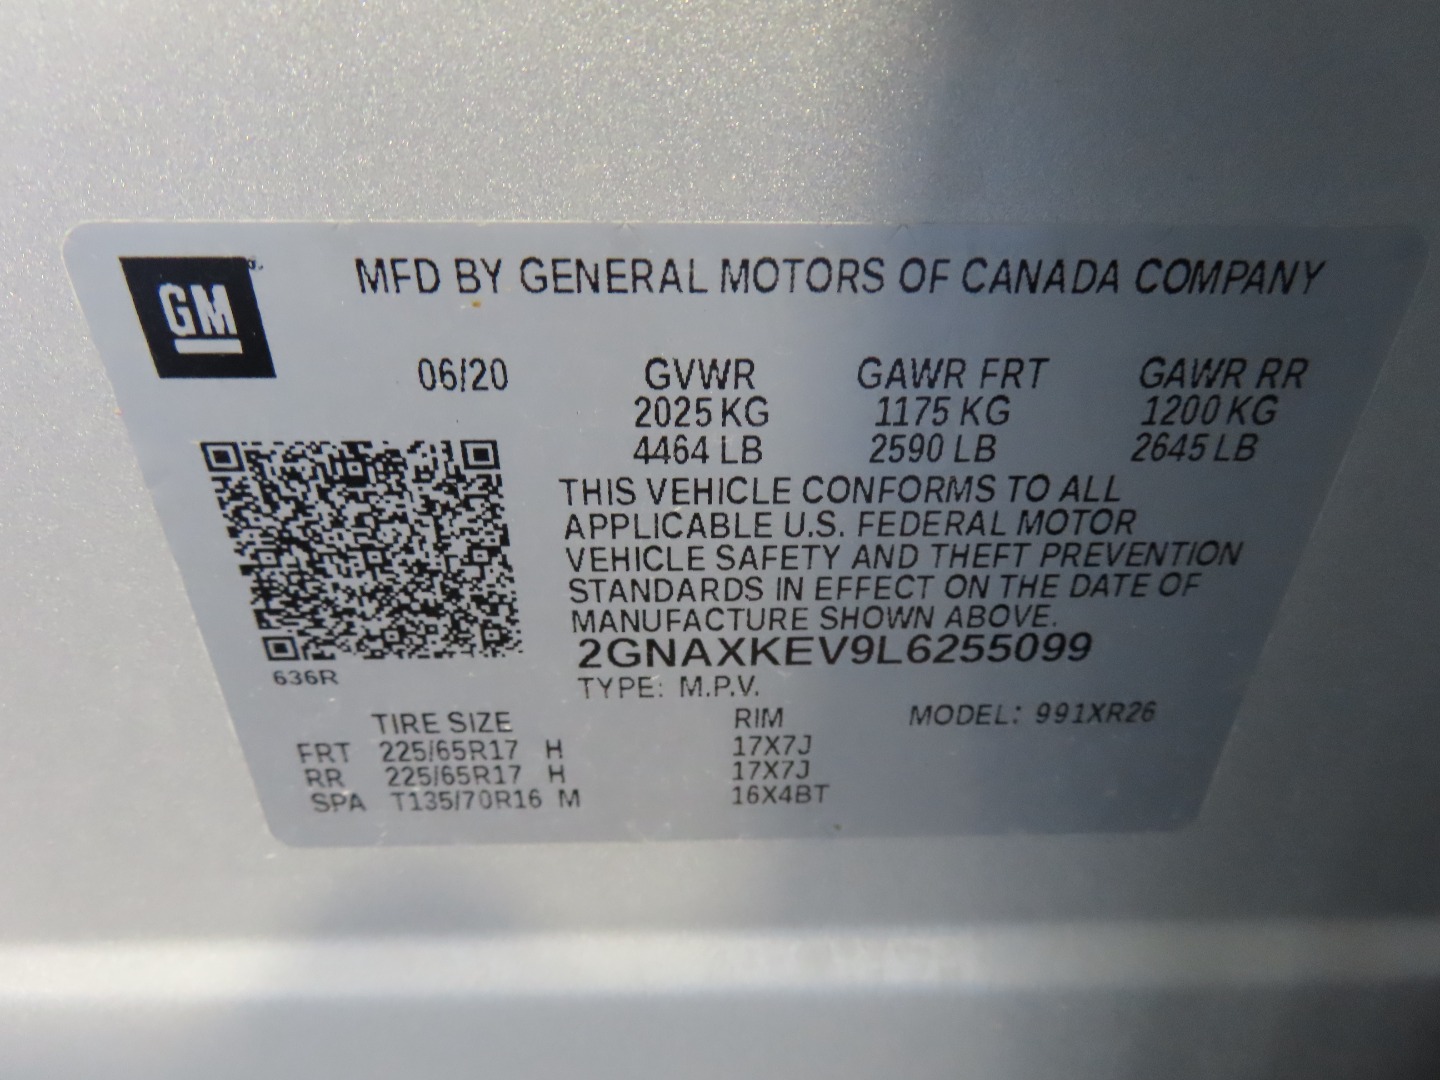 GM
MFD BY GENERAL MOTORS OF CANADA COMPANY
06/20
GVWR GAWR FRT GAWR RR
2025 KG 1175 KG 1200 KG
4464 LB 2590 LB 2645 LB
THIS VEHICLE CONFORMS TO ALL
APPLICABLE U.S. FEDERAL MOTOR
VEHICLE SAFETY AND THEFT PREVENTION
STANDARDS IN EFFECT ON THE DATE OF
MANUFACTURE SHOWN ABOVE.
2GNAXKEV9L6255099
636R
TYPE: M.P.V.
TIRE SIZE RIM MODEL: 991XR26
FRT 225/65R17 H 17X7J
RR 225/65R17 H 17X7J
SPA T135/70R16 M 16X4BT